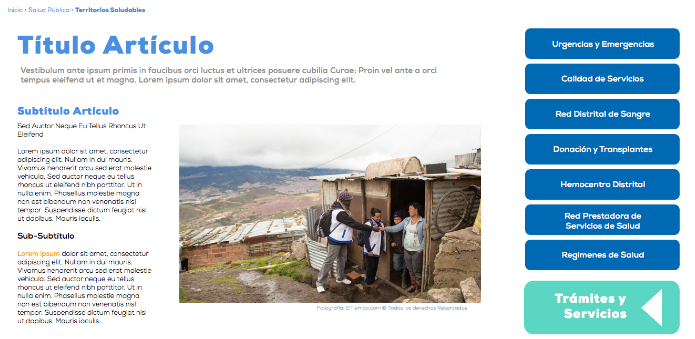 Inicio › Salud Pública › Territorios Saludables
Título Artículo
Vestibulum ante ipsum primis in faucibus orci luctus et ultrices posuere cubilia Curae; Proin vel ante a orci
tempus eleifend ut et magna. Lorem ipsum dolor sit amet, consectetur adipiscing elit.
Subtítulo Artículo
Sed Auctor Neque Eu Tellus Rhoncus Ut
Eleifend
Lorem ipsum dolor sit amet, consectetur
adipiscing elit. Nullam in dui mauris.
Vivamus hendrerit arcu sed erat molestie
vehicula. Sed auctor neque eu tellus
rhoncus ut eleifend nibh porttitor. Ut in
nulla enim. Phasellus molestie magna
non est bibendum non venenatis nisl
tempor. Suspendisse dictum feugiat nisl
ut dapibus. Mauris iaculis.
Sub-Subtítulo
Lorem ipsum dolor sit amet, consectetur
adipiscing elit. Nullam in dui mauris.
Vivamus hendrerit arcu sed erat molestie
vehicula. Sed auctor neque eu tellus
rhoncus ut eleifend nibh porttitor. Ut in
nulla enim. Phasellus molestie magna
non est bibendum non venenatis nisl
tempor. Suspendisse dictum feugiat nisl
ut dapibus. Mauris iaculis.
Fotografía: ElTiempo.com © Todos los derechos Reservados
Urgencias y Emergencias
Calidad de Servicios
Red Distrital de Sangre
Donación y Transplantes
Hemocentro Distrital
Red Prestadora de
Servicios de Salud
Regimenes de Salud
Trámites y
Servicios